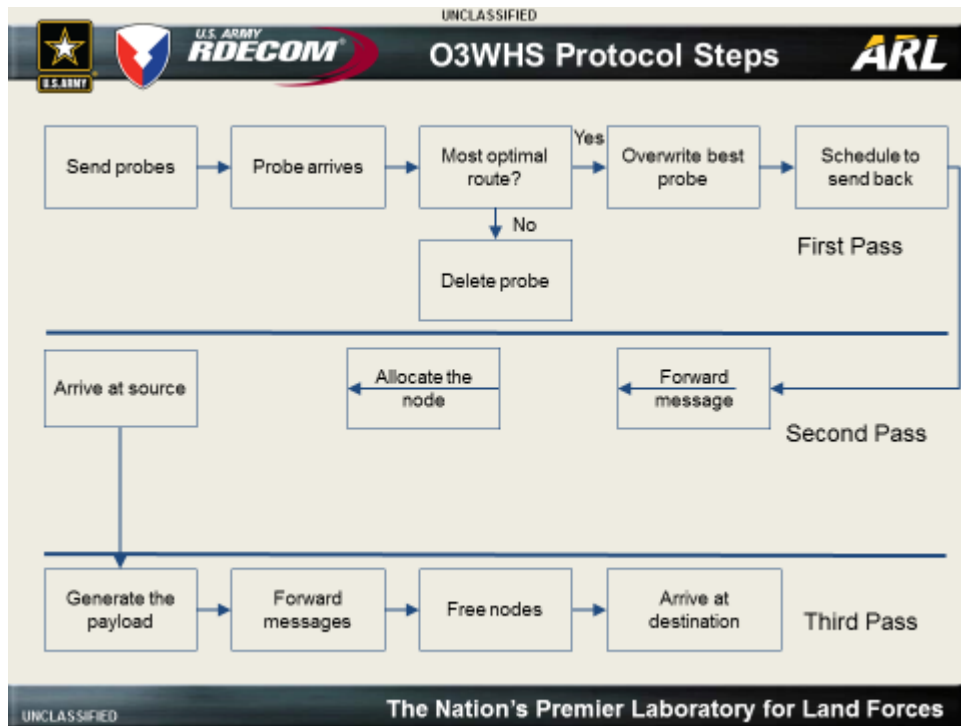 UNCLASSIFIED
U.S.ARMY
U.S. ARMY
RDECOM®
O3WHS Protocol Steps
ARL
Send probes
Probe arrives
Most optimal
route?
Yes
Overwrite best
probe
Schedule to
send back
No
First Pass
Delete probe
Arrive at source
Allocate the
node
Forward
message
Second Pass
Generate the
payload
Forward
messages
Free nodes
Arrive at
destination
Third Pass
UNCLASSIFIED
The Nation's Premier Laboratory for Land Forces